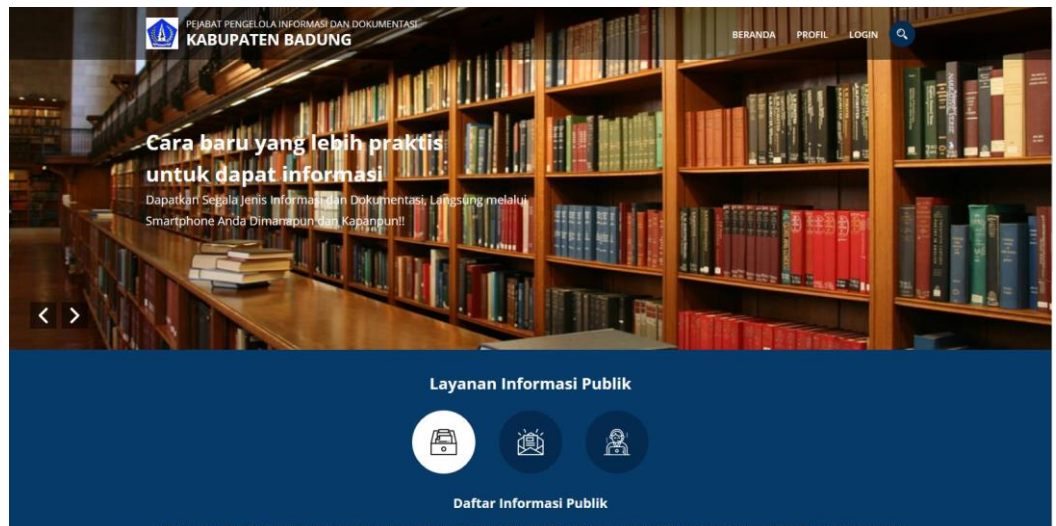 PEJABAT PENGELOLA INFORMASI DAN DOKUMENTASI
KABUPATEN BADUNG
BERANDA PROFIL LOGIN
Cara baru yang lebih praktis
untuk dapat informasi
Dapatkan Segala Jenis Informasi dan Dokumentasi, Langsung melalui
Smartphone Anda Dimanapun dan Kapanpun!!
Layanan Informasi Publik
Daftar Informasi Publik